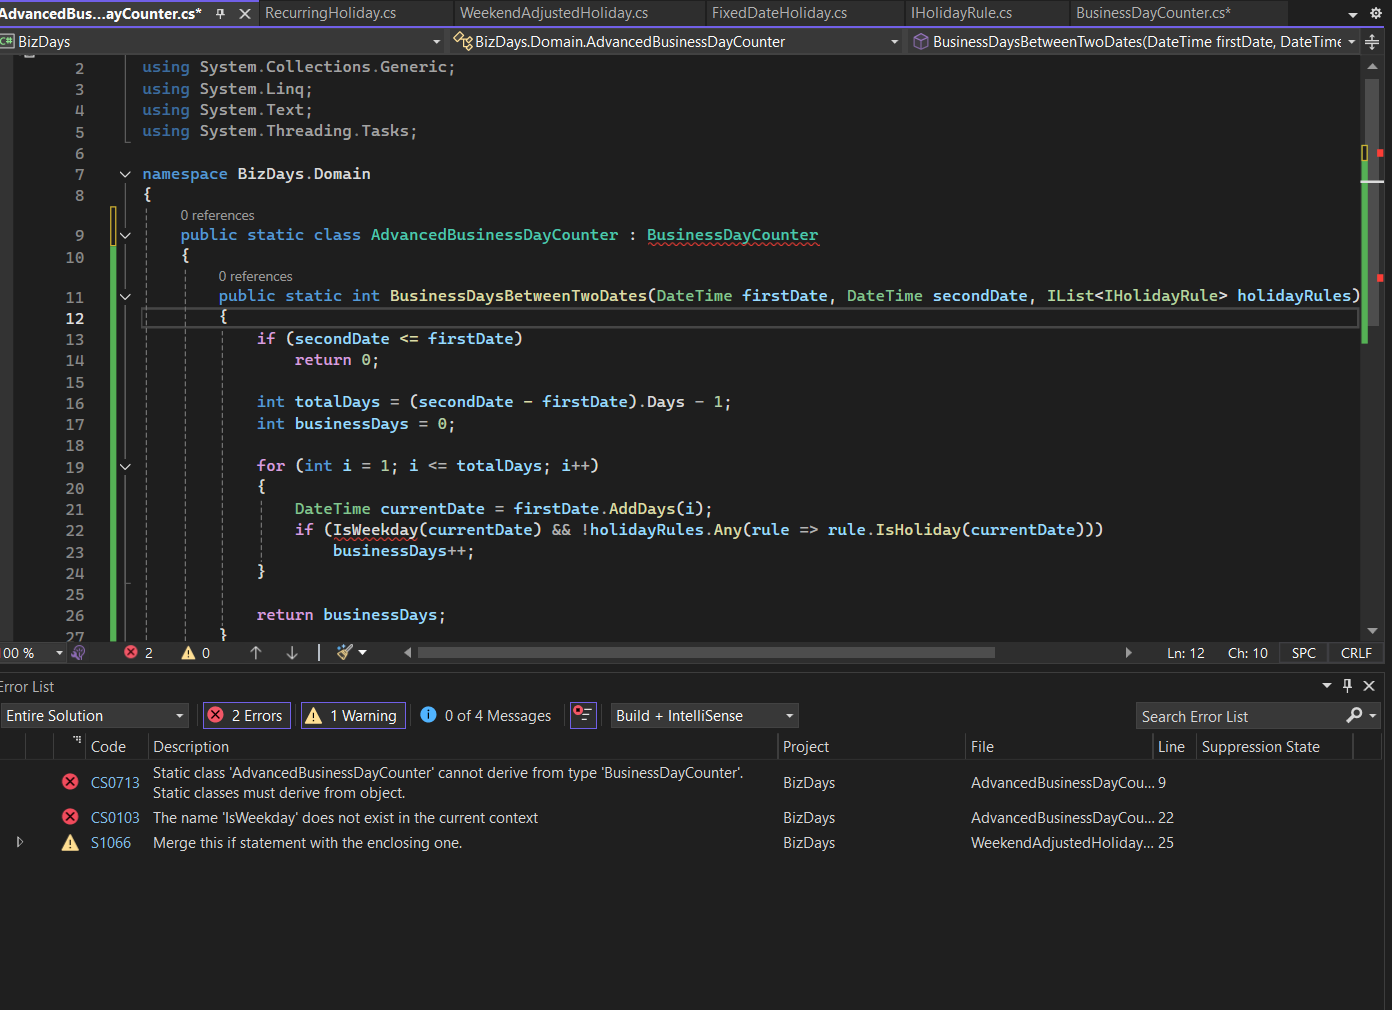 AdvancedBus...ayCounter.cs*
RecurringHoliday.cs
WeekendAdjustedHoliday.cs
FixedDateHoliday.cs
IHolidayRule.cs
BusinessDayCounter.cs*
C# BizDays
BizDays.Domain.AdvancedBusinessDayCounter
BusinessDaysBetweenTwoDates(DateTime firstDate, DateTime
2 using System.Collections.Generic;
3 using System.Linq;
4 using System.Text;
5 using System.Threading.Tasks;
6
7 namespace BizDays.Domain
8 {
0 references
9 public static class AdvancedBusinessDayCounter : BusinessDayCounter
10 {
0 references
11 public static int BusinessDaysBetweenTwoDates(DateTime firstDate, DateTime secondDate, IList<IHolidayRule> holidayRules)
12 {
13 if (secondDate <= firstDate)
14 return 0;
15
16 int totalDays = (secondDate - firstDate).Days - 1;
17 int businessDays = 0;
18
19 for (int i = 1; i <= totalDays; i++)
20 {
21 DateTime currentDate = firstDate.AddDays(i);
22 if (IsWeekday(currentDate) && !holidayRules.Any(rule => rule.IsHoliday(currentDate)))
23 businessDays++;
24 }
25
26 return businessDays;
27 }
100 % 2 0 Ln: 12 Ch: 10 SPC CRLF
Error List
Entire Solution 2 Errors 1 Warning 0 of 4 Messages Build + IntelliSense Search Error List
Code Description Project File Line Suppression State
CS0713 Static class 'AdvancedBusinessDayCounter' cannot derive from type 'BusinessDayCounter'. Static classes must derive from object. BizDays AdvancedBusinessDayCou... 9
CS0103 The name 'IsWeekday' does not exist in the current context BizDays AdvancedBusinessDayCou... 22
S1066 Merge this if statement with the enclosing one. BizDays WeekendAdjustedHoliday... 25